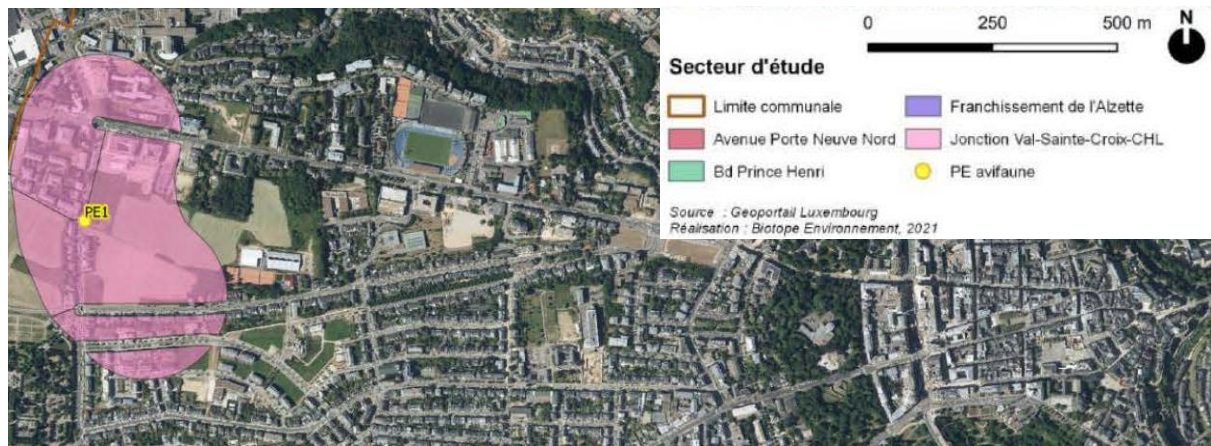 0 250 500 m
N
Secteur d'étude
Limite communale
Franchissement de l'Alzette
Avenue Porte Neuve Nord
Jonction Val-Sainte-Croix-CHL
Bd Prince Henri
PE avifaune
Source : Geoportail Luxembourg
Réalisation : Biotope Environnement, 2021
PE1